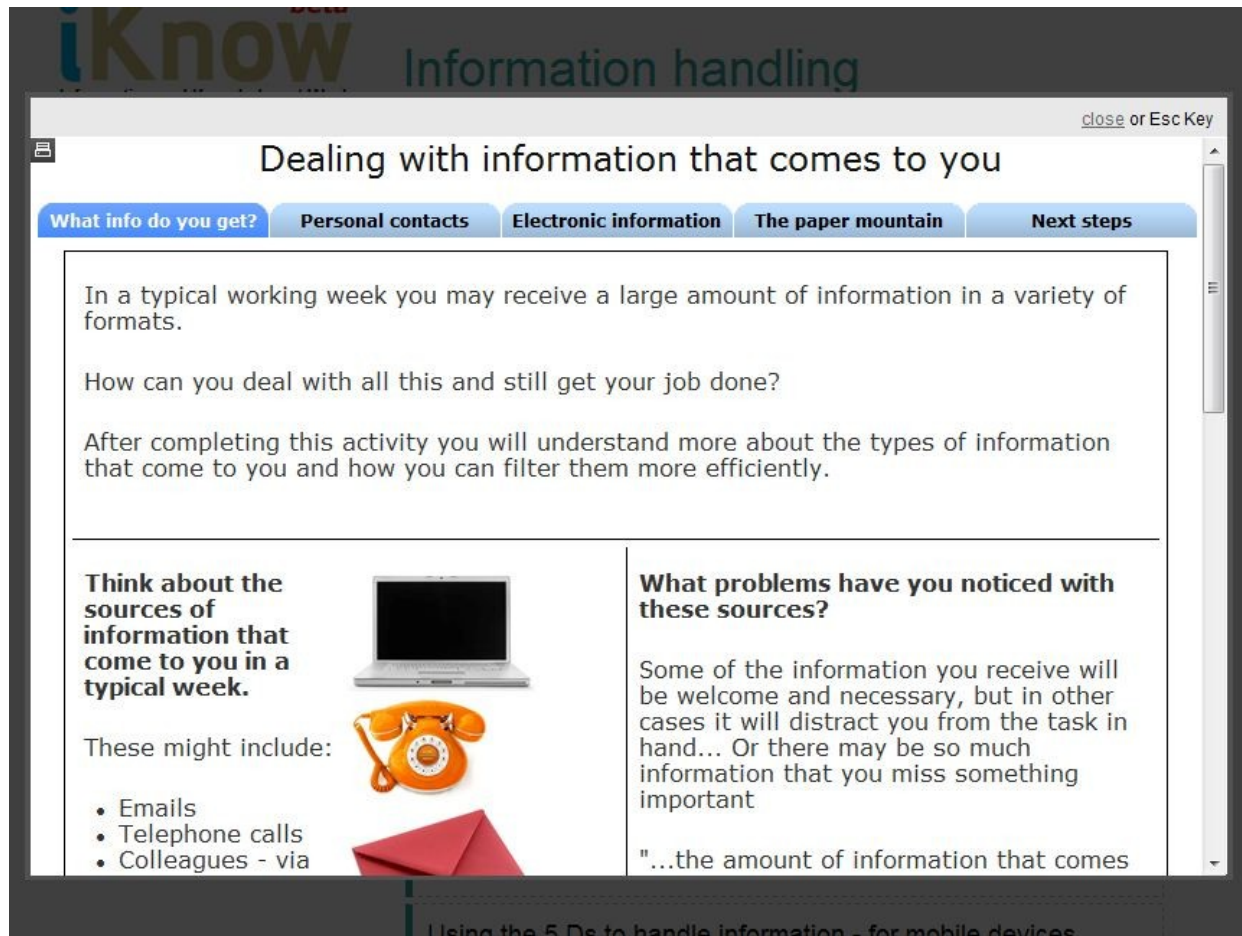 beta
iKnow
Information handling
close or Esc Key
Dealing with information that comes to you
What info do you get?
Personal contacts
Electronic information
The paper mountain
Next steps
In a typical working week you may receive a large amount of information in a variety of
formats.
How can you deal with all this and still get your job done?
After completing this activity you will understand more about the types of information
that come to you and how you can filter them more efficiently.
Think about the
sources of
information that
come to you in a
typical week.
These might include:
• Emails
• Telephone calls
• Colleagues - via
What problems have you noticed with
these sources?
Some of the information you receive will
be welcome and necessary, but in other
cases it will distract you from the task in
hand... Or there may be so much
information that you miss something
important
"...the amount of information that comes
Using the 5 Ds to handle information - for mobile devices